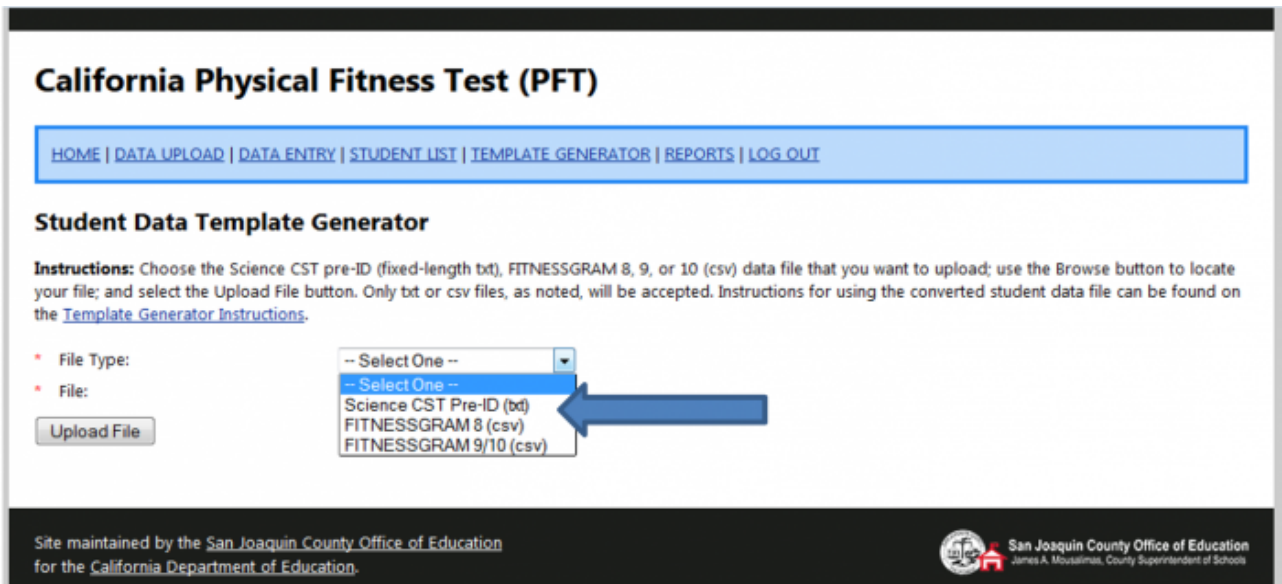 California Physical Fitness Test (PFT)
HOME | DATA UPLOAD | DATA ENTRY | STUDENT LIST | TEMPLATE GENERATOR | REPORTS | LOG OUT
Student Data Template Generator
Instructions: Choose the Science CST pre-ID (fixed-length txt), FITNESSGRAM 8, 9, or 10 (csv) data file that you want to upload; use the Browse button to locate
your file; and select the Upload File button. Only txt or csv files, as noted, will be accepted. Instructions for using the converted student data file can be found on
the Template Generator Instructions.
* File Type: -- Select One --
* File: -- Select One --
Science CST Pre-ID (txt)
Upload File FITNESSGRAM 8 (csv)
FITNESSGRAM 9/10 (csv)
Site maintained by the San Joaquin County Office of Education
for the California Department of Education.
San Joaquin County Office of Education
James A. Mousalimas, County Superintendent of Schools